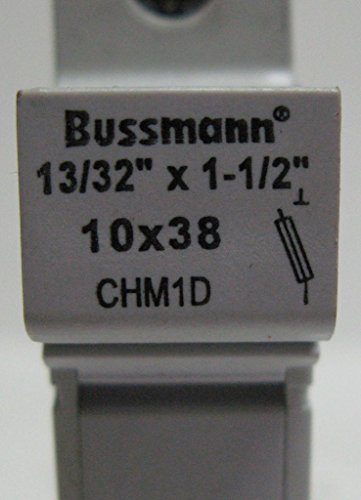 Bussmann®
13/32" x 1-1/2"
10x38
CHM1D